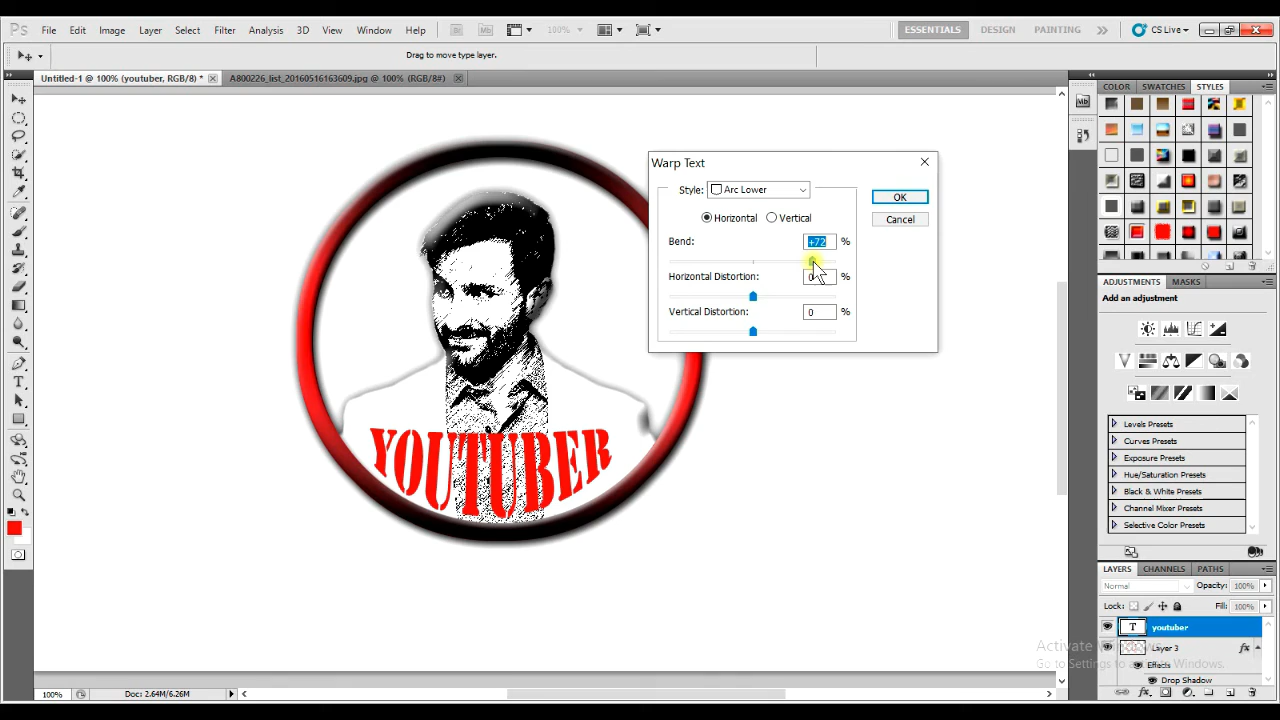 Ps File Edit Image Layer Select Filter Analysis 3D View Window Help Br Mb 100% ESSENTIALS DESIGN PAINTING CS Live
Drag to move type layer.
Untitled-1 @ 100% (youtuber, RGB/8) * A800226_list_20160516163609.jpg @ 100% (RGB/8#)
COLOR SWATCHES STYLES
Mb
Warp Text
Style: Arc Lower
OK
Horizontal Vertical
Cancel
Bend: +72 %
Horizontal Distortion: 0 %
Vertical Distortion: 0 %
YOUTUBER
ADJUSTMENTS MASKS
Add an adjustment
Levels Presets
Curves Presets
Exposure Presets
Hue/Saturation Presets
Black & White Presets
Channel Mixer Presets
Selective Color Presets
LAYERS CHANNELS PATHS
Normal Opacity: 100%
Lock: Fill: 100%
T youtuber
Layer 3 fx
Effects
Drop Shadow
Activate Windows
Go to Settings to activate Windows.
100% Doc: 2.64M/6.26M